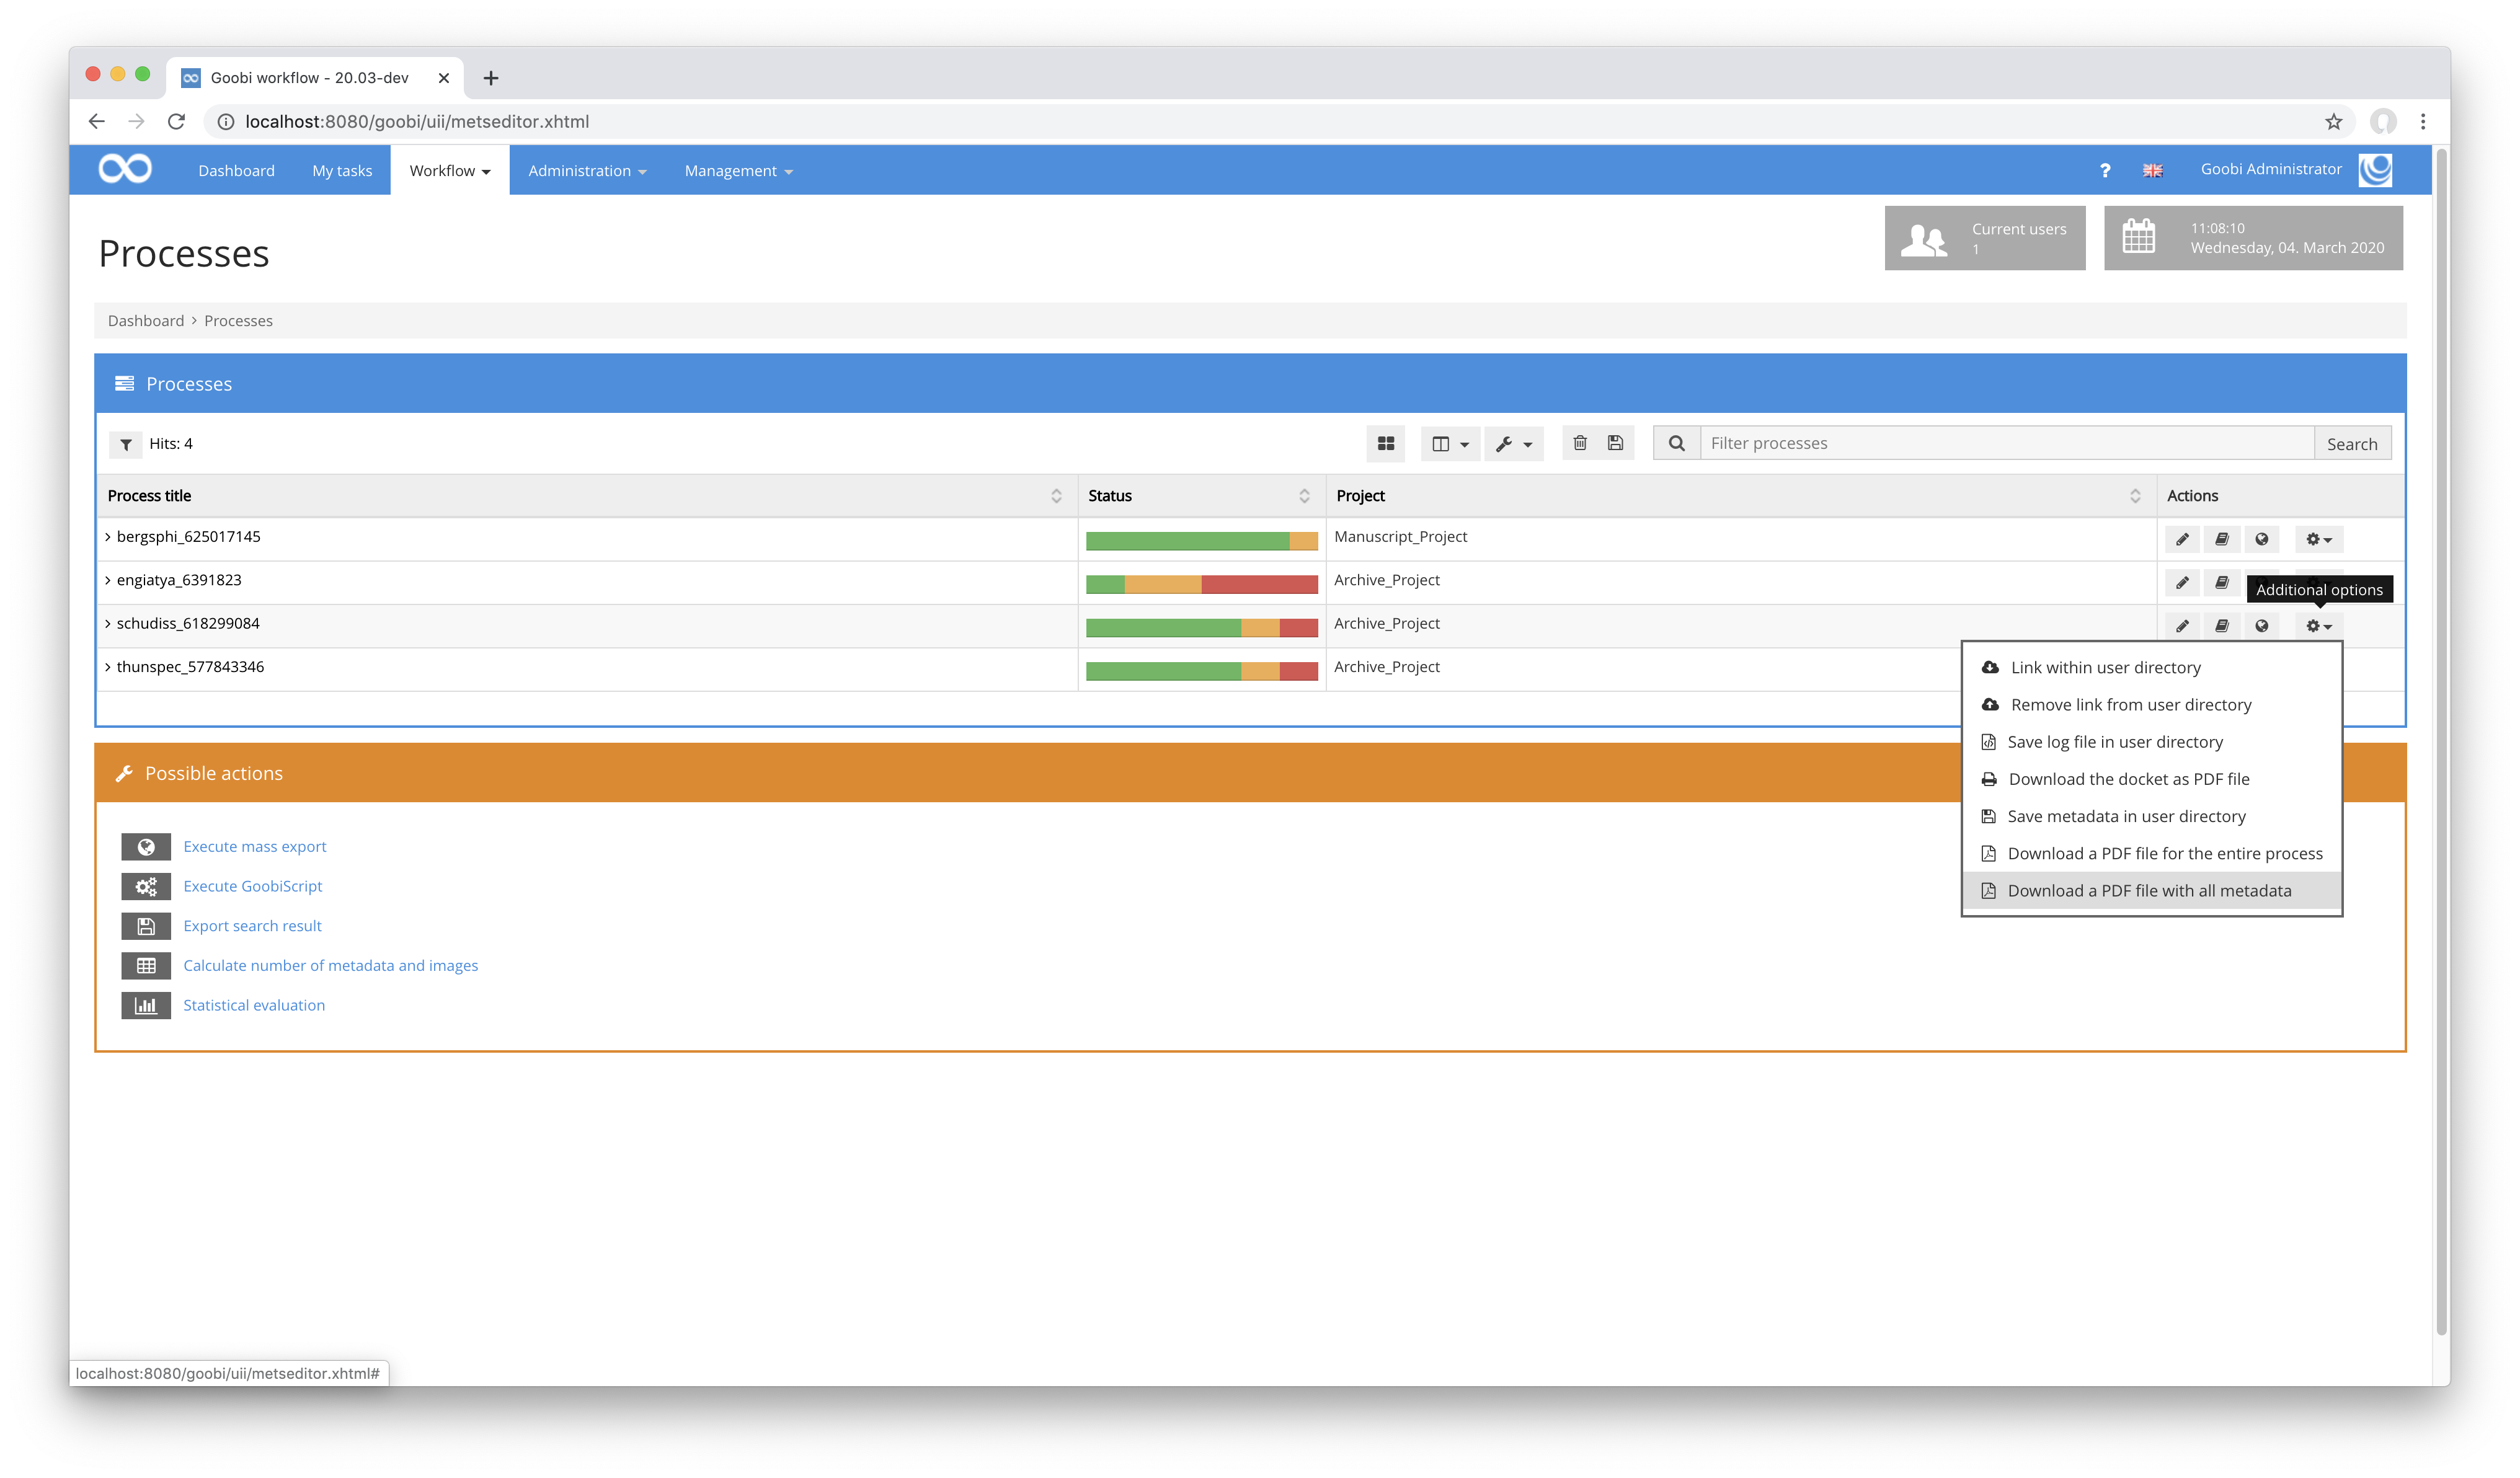 Goobi workflow - 20.03-dev
localhost:8080/goobi/uii/metseditor.xhtml
Dashboard My tasks Workflow Administration Management ? Goobi Administrator
Processes
Current users
1
11:08:10
Wednesday, 04. March 2020
Dashboard > Processes
Processes
Hits: 4
Filter processes
Search
Process title Status Project Actions
bergsphi_625017145 Manuscript_Project
engiatya_6391823 Archive_Project
Additional options
schudiss_618299084 Archive_Project
thunspec_577843346 Archive_Project
Link within user directory
Remove link from user directory
Save log file in user directory
Download the docket as PDF file
Save metadata in user directory
Download a PDF file for the entire process
Download a PDF file with all metadata
Possible actions
Execute mass export
Execute GoobiScript
Export search result
Calculate number of metadata and images
Statistical evaluation
localhost:8080/goobi/uii/metseditor.xhtml#